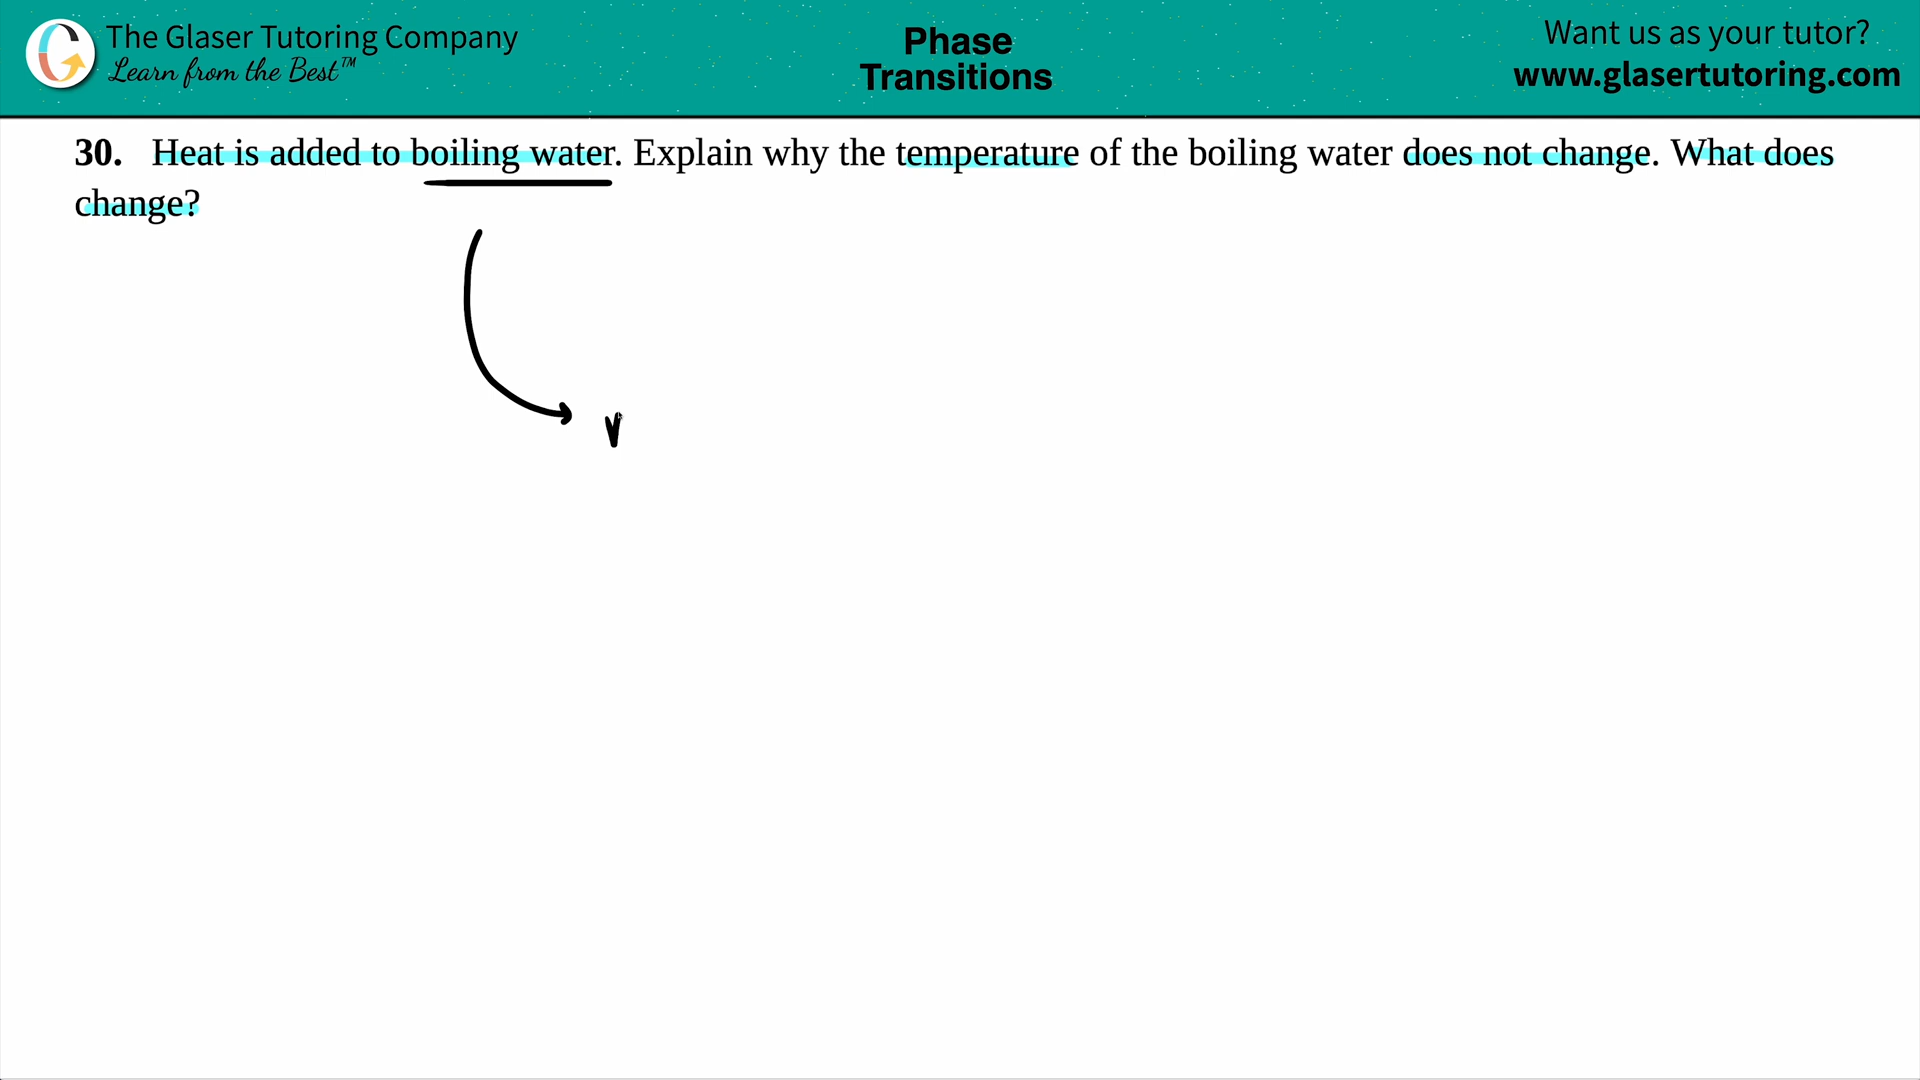 The Glaser Tutoring Company
Learn from the Best™
Phase
Transitions
Want us as your tutor?
www.glasertutoring.com
30. Heat is added to boiling water. Explain why the temperature of the boiling water does not change. What does
change?
v